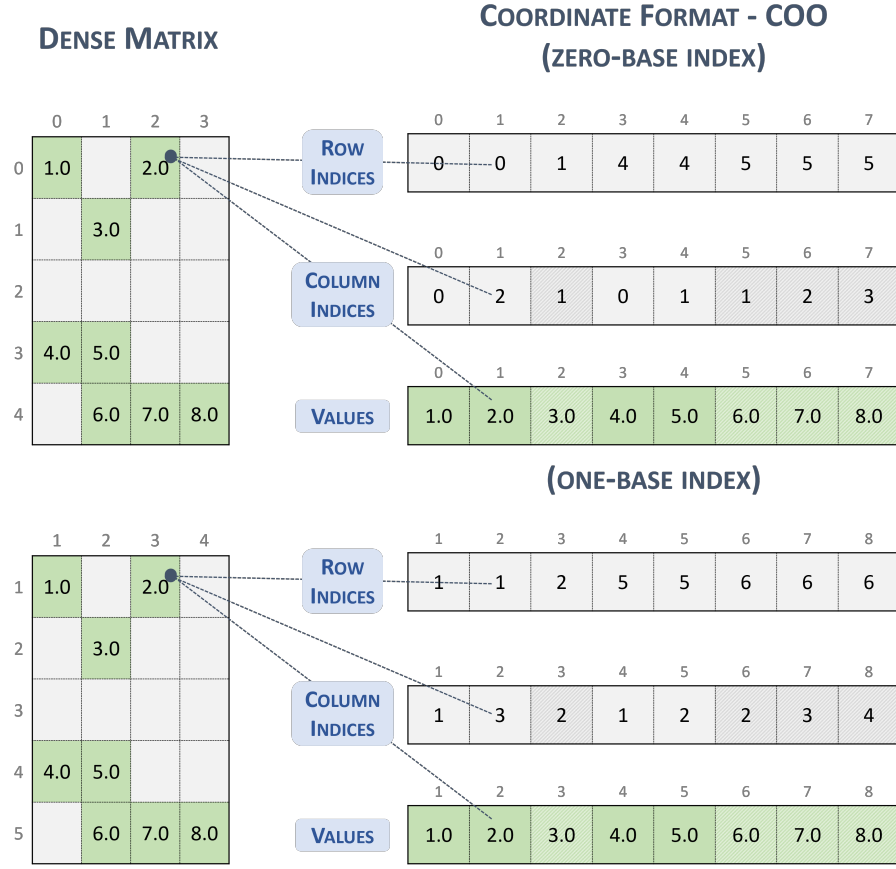 DENSE MATRIX
COORDINATE FORMAT - COO
(ZERO-BASE INDEX)
0 1 2 3
0 1 2 3 4 5 6 7
0 1.0 2.0
ROW
INDICES
0 0 1 4 4 5 5 5
1 3.0
0 1 2 3 4 5 6 7
2
COLUMN
INDICES
0 2 1 0 1 1 2 3
3 4.0 5.0
0 1 2 3 4 5 6 7
4 6.0 7.0 8.0
VALUES
1.0 2.0 3.0 4.0 5.0 6.0 7.0 8.0
(ONE-BASE INDEX)
1 2 3 4
1 2 3 4 5 6 7 8
1 1.0 2.0
ROW
INDICES
1 1 2 5 5 6 6 6
2 3.0
1 2 3 4 5 6 7 8
3
COLUMN
INDICES
1 3 2 1 2 2 3 4
4 4.0 5.0
1 2 3 4 5 6 7 8
5 6.0 7.0 8.0
VALUES
1.0 2.0 3.0 4.0 5.0 6.0 7.0 8.0